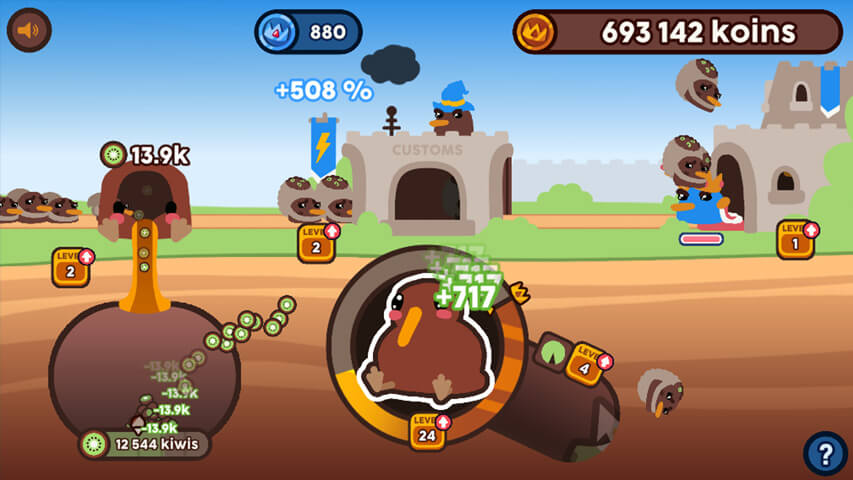 880
693 142 koins
+508 %
CUSTOMS
13.9k
LEVEL
2
LEVEL
2
LEVEL
1
+717
+717
LEVEL
4
-13.9k
-13.9k
-13.9k
-13.9k
-13.9k
LEVEL
24
12 544 kiwis
?